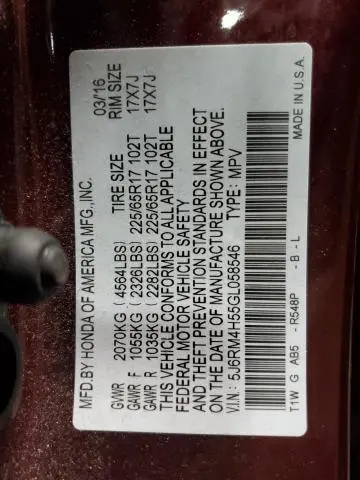 MFD.BY HONDA OF AMERICA MFG.,INC. 03/16
TIRE SIZE RIM SIZE
GVWR 2070KG (4564LBS)
GAWR F 1055KG (2326LBS) 225/65R17 102T 17X7J
GAWR R 1035KG (2282LBS) 225/65R17 102T 17X7J
THIS VEHICLE CONFORMS TO ALL APPLICABLE
FEDERAL MOTOR VEHICLE SAFETY
AND THEFT PREVENTION STANDARDS IN EFFECT
ON THE DATE OF MANUFACTURE SHOWN ABOVE.
V.I.N.: 5J6RM4H55GL058546 TYPE: MPV
T1W G AB5 -R548P -B-L MADE IN U.S.A.